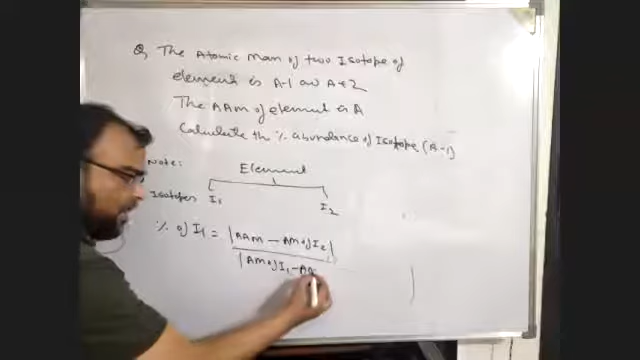 Q, The Atomic Mass of two Isotope of
element is A-1 and A+2
The AAM of element is A
Calculate the % abundance of Isotope (A-1)
Note:
Element
Isotopes I₁ I₂
% of I₁ = |AAM - AM of I₂|
|AM of I₁ - AA